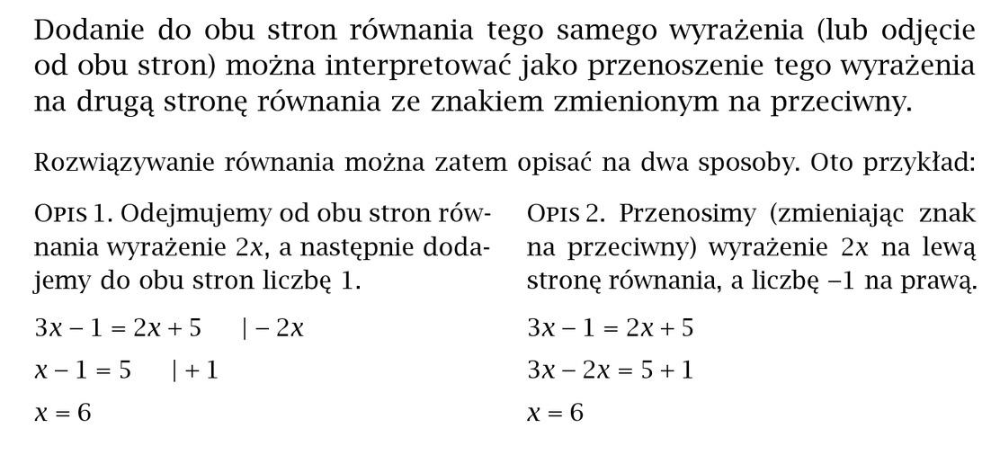 Dodanie do obu stron równania tego samego wyrażenia (lub odjęcie
od obu stron) można interpretować jako przenoszenie tego wyrażenia
na drugą stronę równania ze znakiem zmienionym na przeciwny.
Rozwiązywanie równania można zatem opisać na dwa sposoby. Oto przykład:
OPIS 1. Odejmujemy od obu stron rów-
nania wyrażenie 2x, a następnie doda-
jemy do obu stron liczbę 1.
3x – 1 = 2x + 5 | – 2x
x – 1 = 5 | + 1
x = 6
OPIS 2. Przenosimy (zmieniając znak
na przeciwny) wyrażenie 2x na lewą
stronę równania, a liczbę –1 na prawą.
3x – 1 = 2x + 5
3x – 2x = 5 + 1
x = 6